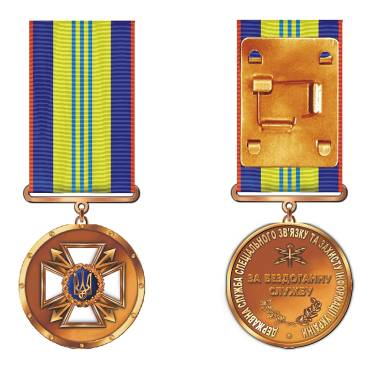 ДЕРЖАВНА СЛУЖБА СПЕЦІАЛЬНОГО ЗВ'ЯЗКУ ТА ЗАХИСТУ ІНФОРМАЦІЇ УКРАЇНИ
ЗА БЕЗДОГАННУ
СЛУЖБУ